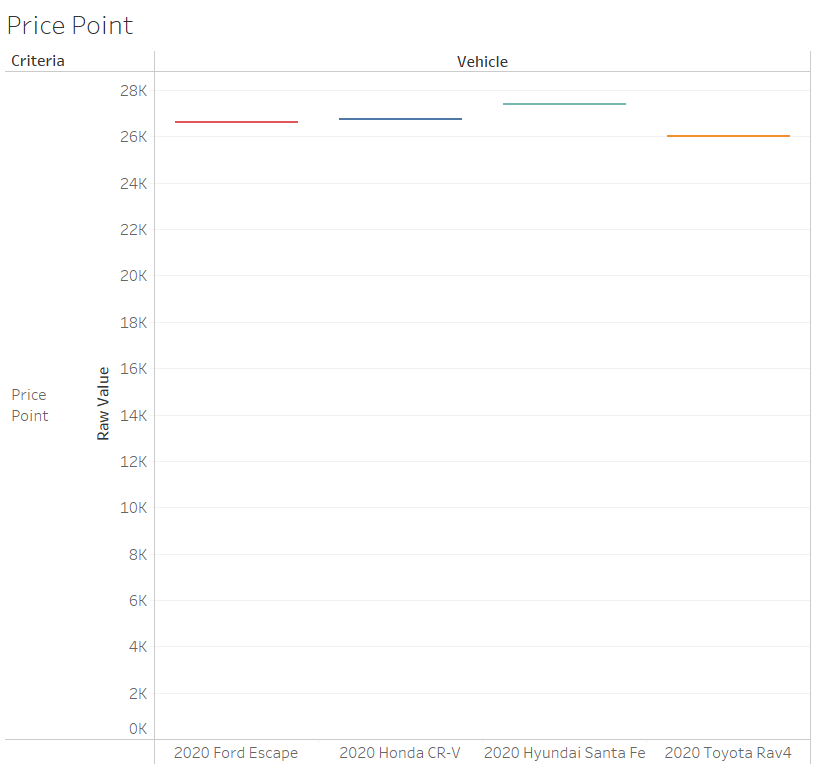 Price Point
Criteria
Vehicle
28K
26K
24K
22K
20K
18K
16K
14K
12K
10K
8K
6K
4K
2K
0K
Raw Value
Price
Point
2020 Ford Escape
2020 Honda CR-V
2020 Hyundai Santa Fe
2020 Toyota Rav4